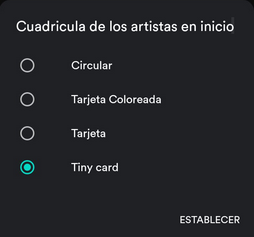 Cuadricula de los artistas en inicio
Circular
Tarjeta Coloreada
Tarjeta
Tiny card
ESTABLECER